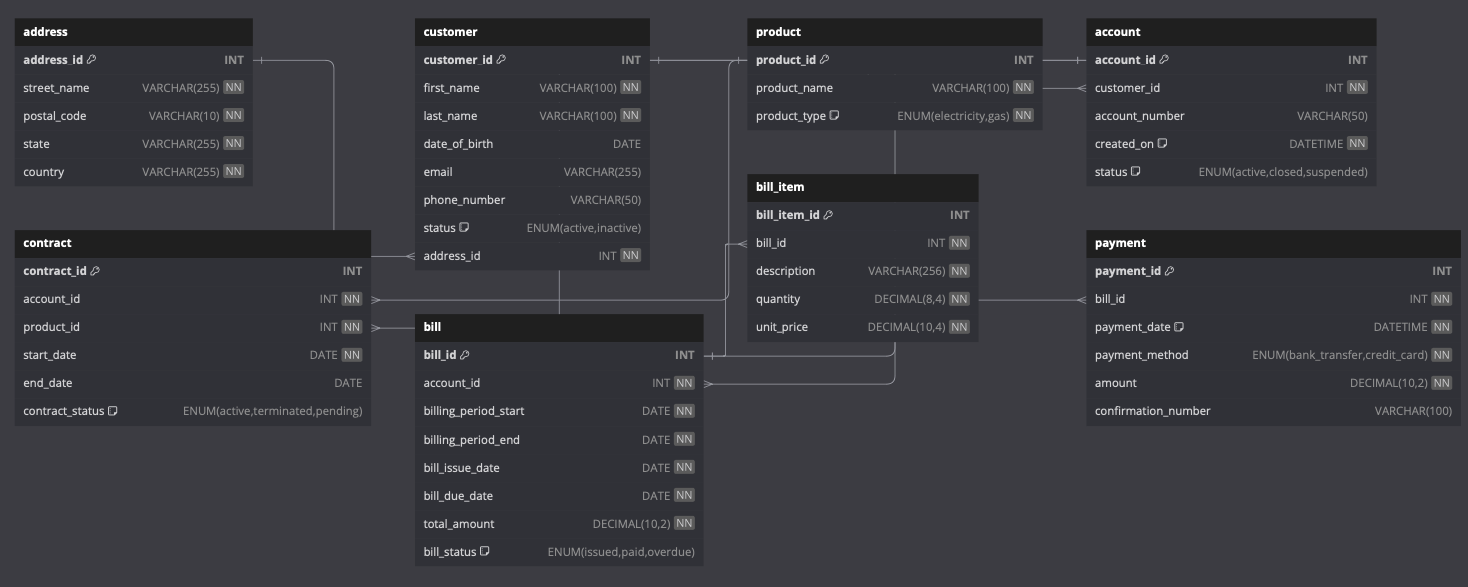 address
address_id INT
street_name VARCHAR(255) NN
postal_code VARCHAR(10) NN
state VARCHAR(255) NN
country VARCHAR(255) NN
customer
customer_id INT
first_name VARCHAR(100) NN
last_name VARCHAR(100) NN
date_of_birth DATE
email VARCHAR(255)
phone_number VARCHAR(50)
status ENUM(active,inactive)
address_id INT NN
product
product_id INT
product_name VARCHAR(100) NN
product_type ENUM(electricity,gas) NN
account
account_id INT
customer_id INT NN
account_number VARCHAR(50)
created_on DATETIME NN
status ENUM(active,closed,suspended)
contract
contract_id INT
account_id INT NN
product_id INT NN
start_date DATE NN
end_date DATE
contract_status ENUM(active,terminated,pending)
bill
bill_id INT
account_id INT NN
billing_period_start DATE NN
billing_period_end DATE NN
bill_issue_date DATE NN
bill_due_date DATE NN
total_amount DECIMAL(10,2) NN
bill_status ENUM(issued,paid,overdue)
bill_item
bill_item_id INT
bill_id INT NN
description VARCHAR(256) NN
quantity DECIMAL(8,4) NN
unit_price DECIMAL(10,4) NN
payment
payment_id INT
bill_id INT NN
payment_date DATETIME NN
payment_method ENUM(bank_transfer,credit_card) NN
amount DECIMAL(10,2) NN
confirmation_number VARCHAR(100)